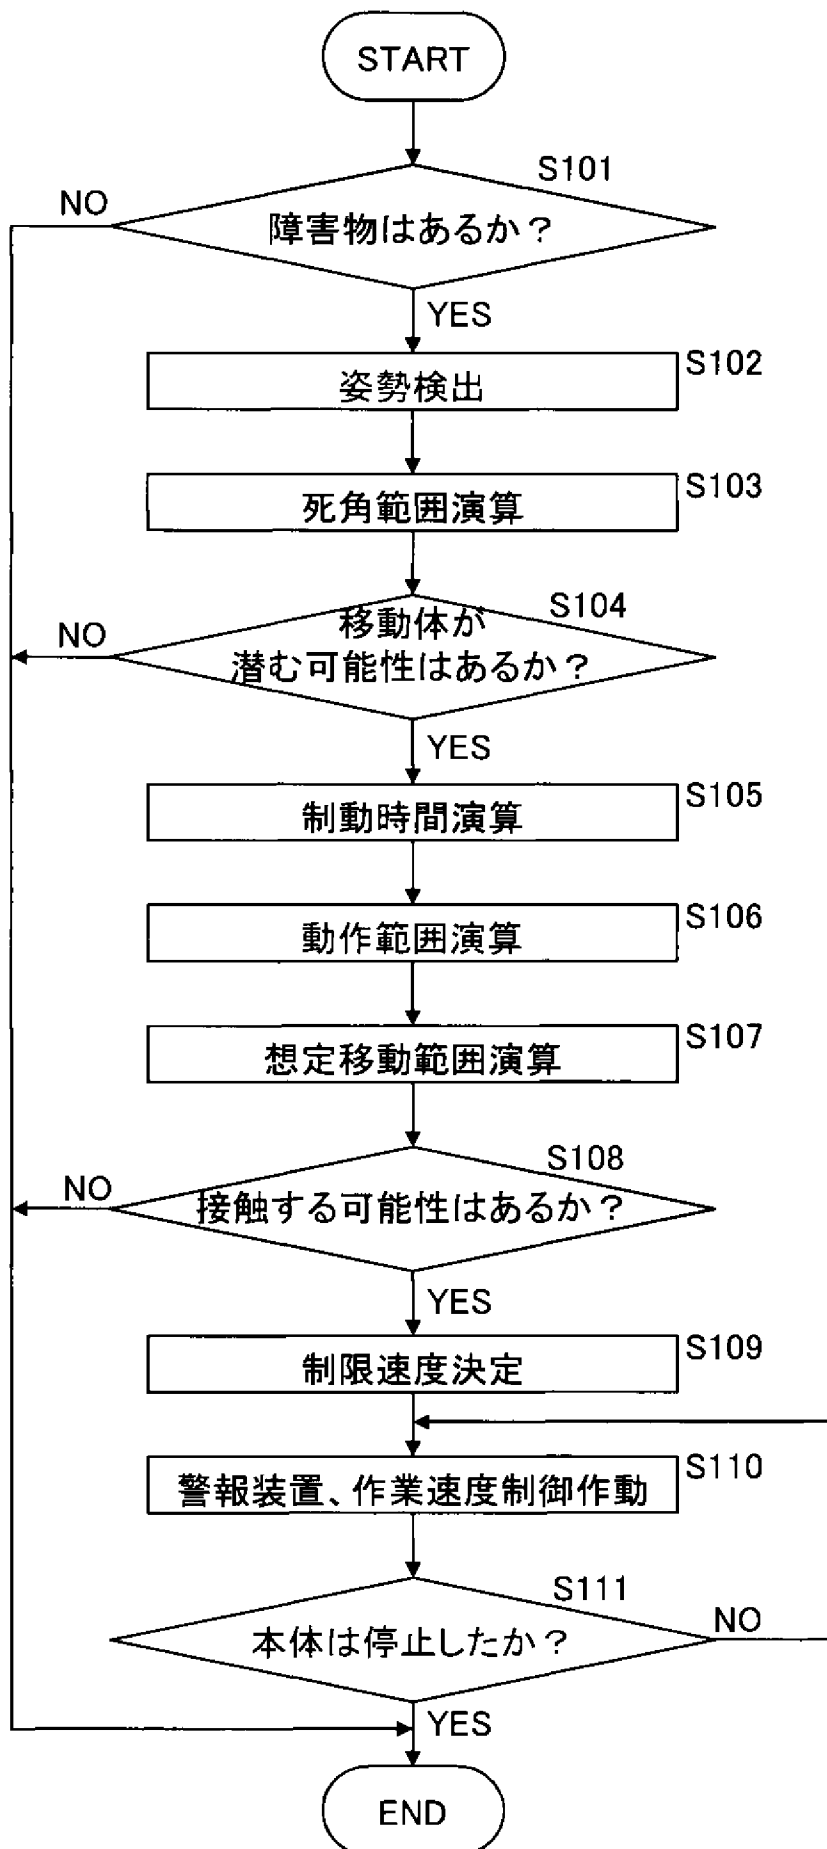 START
S101
NO
障害物はあるか？
YES
S102
姿勢検出
S103
死角範囲演算
S104
NO
移動体が
潜む可能性はあるか？
YES
S105
制動時間演算
S106
動作範囲演算
S107
想定移動範囲演算
S108
NO
接触する可能性はあるか？
YES
S109
制限速度決定
S110
警報装置、作業速度制御作動
S111
NO
本体は停止したか？
YES
END